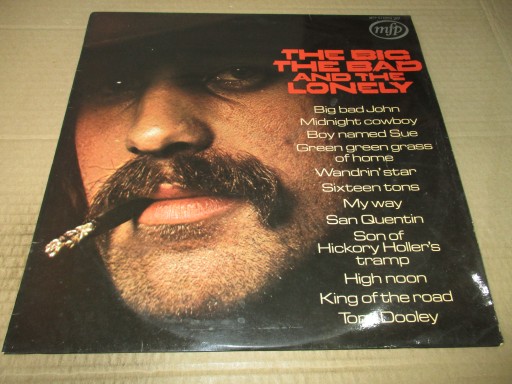 mfp
THE BIG
THE BAD
AND THE
LONELY
Big bad John
Midnight cowboy
Boy named Sue
Green green grass
of home
Wandrin' star
Sixteen tons
My way
San Quentin
Son of
Hickory Holler's
tramp
High noon
King of the road
Tom Dooley